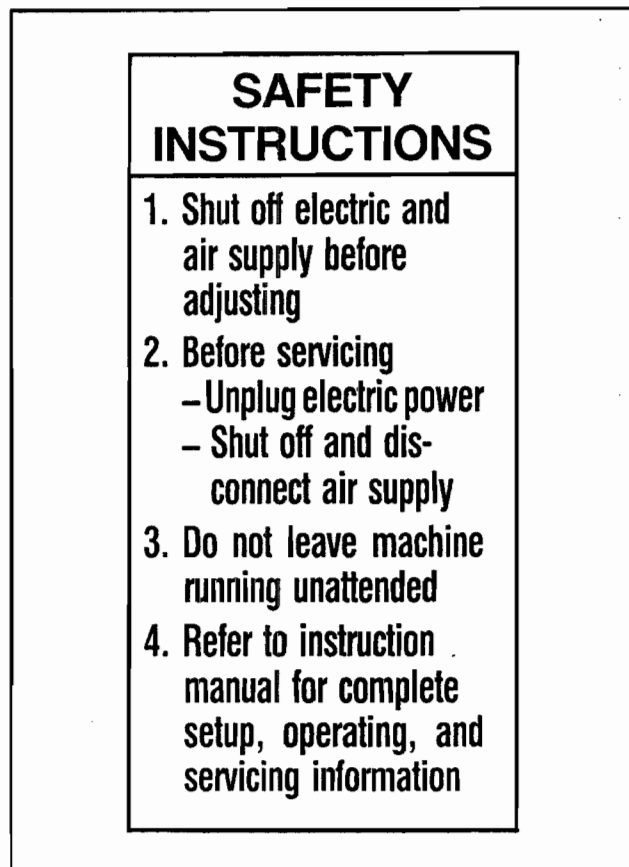 SAFETY
INSTRUCTIONS
1. Shut off electric and
air supply before
adjusting
2. Before servicing
–Unplug electric power
– Shut off and dis-
connect air supply
3. Do not leave machine
running unattended
4. Refer to instruction
manual for complete
setup, operating, and
servicing information